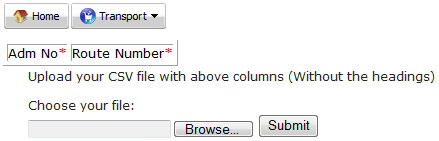 Home Transport
Adm No* Route Number*
Upload your CSV file with above columns (Without the headings)
Choose your file:
Browse... Submit